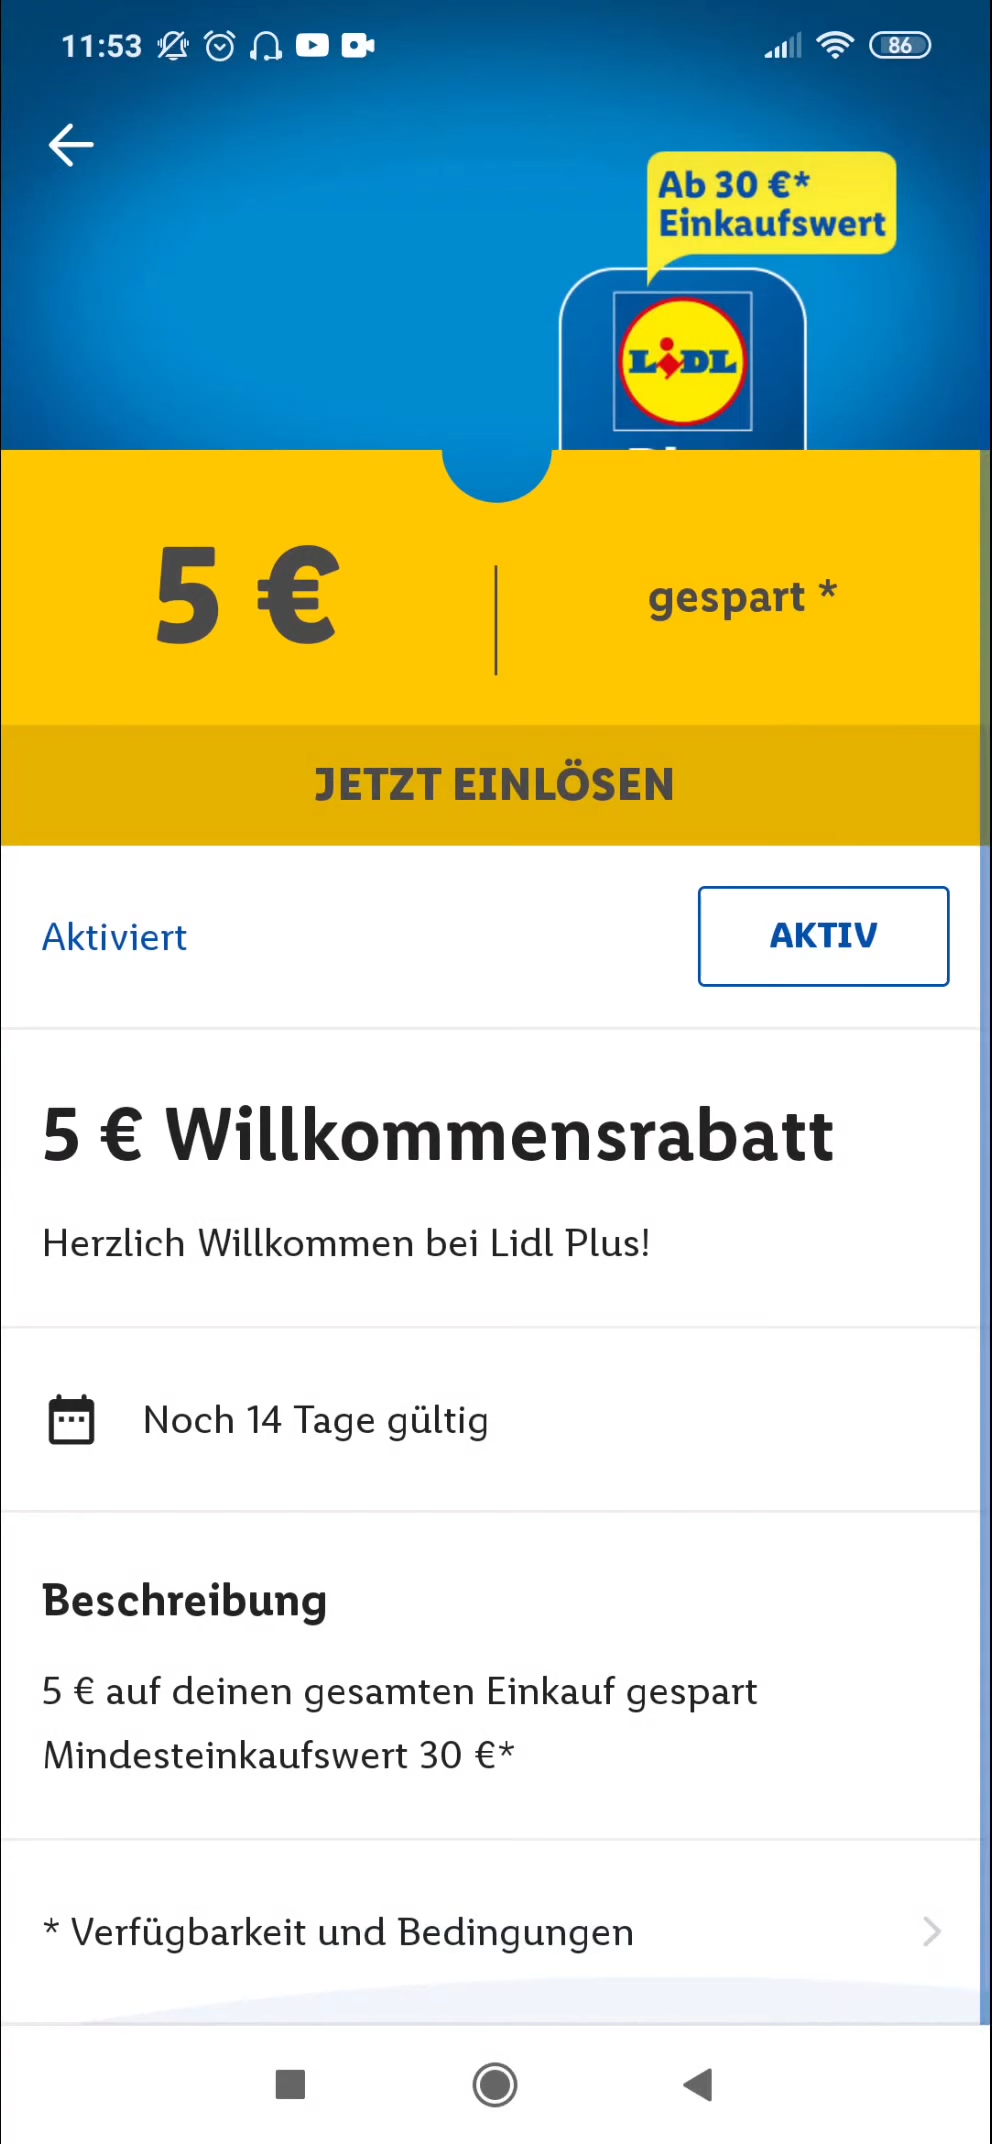 11:53
86
Ab 30 €*
Einkaufswert
LIDL
5 €
gespart *
JETZT EINLÖSEN
Aktiviert
AKTIV
5 € Willkommensrabatt
Herzlich Willkommen bei Lidl Plus!
Noch 14 Tage gültig
Beschreibung
5 € auf deinen gesamten Einkauf gespart
Mindesteinkaufswert 30 €*
* Verfügbarkeit und Bedingungen